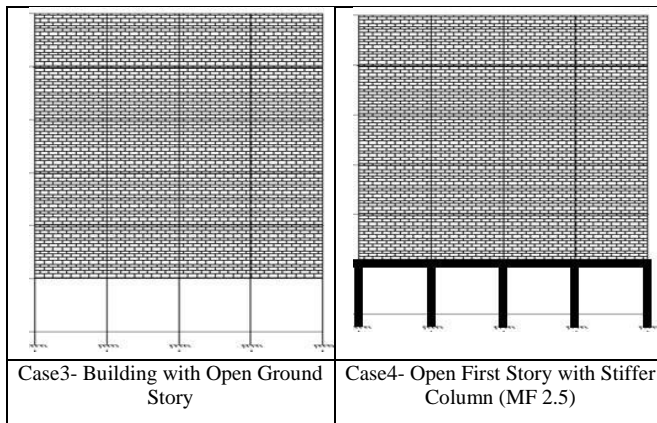 Case3- Building with Open Ground
Story
Case4- Open First Story with Stiffer
Column (MF 2.5)